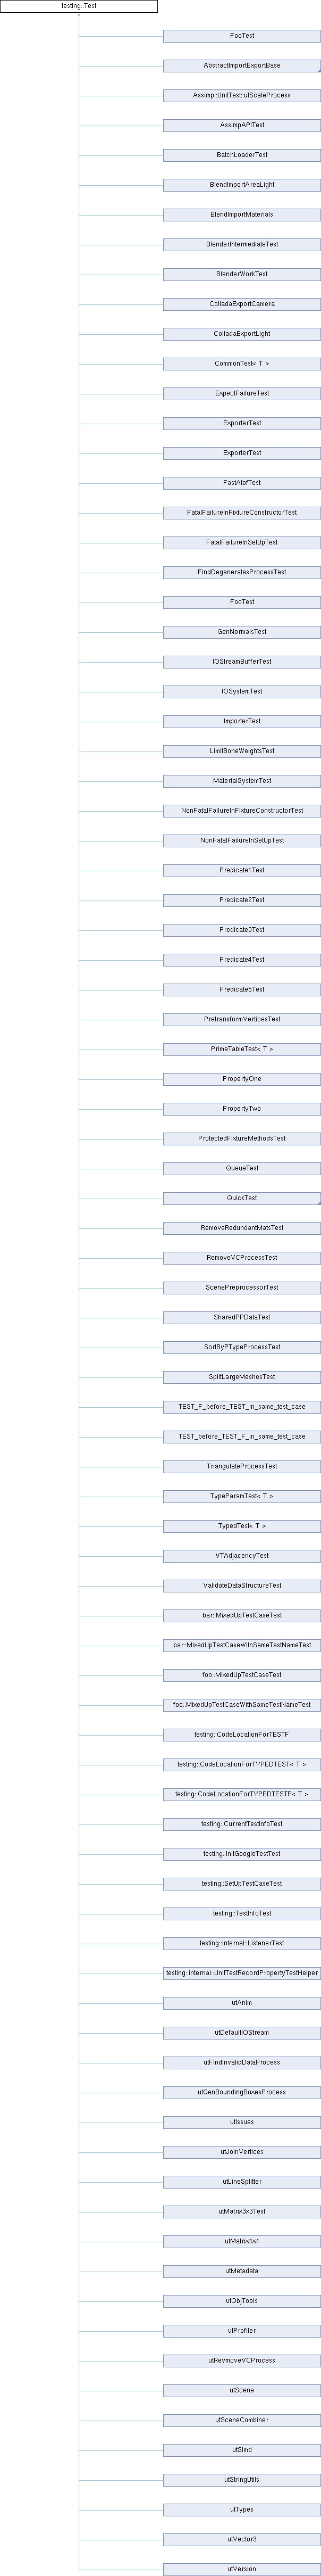 testing::Test
FooTest
AbstractImportExportBase
Assimp::UnitTest::utScaleProcess
AssimpAPITest
BatchLoaderTest
BlendImportAreaLight
BlendImportMaterials
BlenderIntermediateTest
BlenderWorkTest
ColladaExportCamera
ColladaExportLight
CommonTest< T >
ExpectFailureTest
ExporterTest
ExporterTest
FastAtofTest
FatalFailureInFixtureConstructorTest
FatalFailureInSetUpTest
FindDegeneratesProcessTest
FooTest
GenNormalsTest
IOStreamBufferTest
IOSystemTest
ImporterTest
LimitBoneWeightsTest
MaterialSystemTest
NonFatalFailureInFixtureConstructorTest
NonFatalFailureInSetUpTest
Predicate1Test
Predicate2Test
Predicate3Test
Predicate4Test
Predicate5Test
PretransformVerticesTest
PrimeTableTest< T >
PropertyOne
PropertyTwo
ProtectedFixtureMethodsTest
QueueTest
QuickTest
RemoveRedundantMatsTest
RemoveVCProcessTest
ScenePreprocessorTest
SharedPPDataTest
SortByPTypeProcessTest
SplitLargeMeshesTest
TEST_F_before_TEST_in_same_test_case
TEST_before_TEST_F_in_same_test_case
TriangulateProcessTest
TypeParamTest< T >
TypedTest< T >
VTAdjacencyTest
ValidateDataStructureTest
bar::MixedUpTestCaseTest
bar::MixedUpTestCaseWithSameTestNameTest
foo::MixedUpTestCaseTest
foo::MixedUpTestCaseWithSameTestNameTest
testing::CodeLocationForTESTF
testing::CodeLocationForTYPEDTEST< T >
testing::CodeLocationForTYPEDTESTP< T >
testing::CurrentTestInfoTest
testing::InitGoogleTestTest
testing::SetUpTestCaseTest
testing::TestInfoTest
testing::internal::ListenerTest
testing::internal::UnitTestRecordPropertyTestHelper
utAnim
utDefaultIOStream
utFindInvalidDataProcess
utGenBoundingBoxesProcess
utIssues
utJoinVertices
utLineSplitter
utMatrix3x3Test
utMatrix4x4
utMetadata
utObjTools
utProfiler
utRevmoveVCProcess
utScene
utSceneCombiner
utSimd
utStringUtils
utTypes
utVector3
utVersion